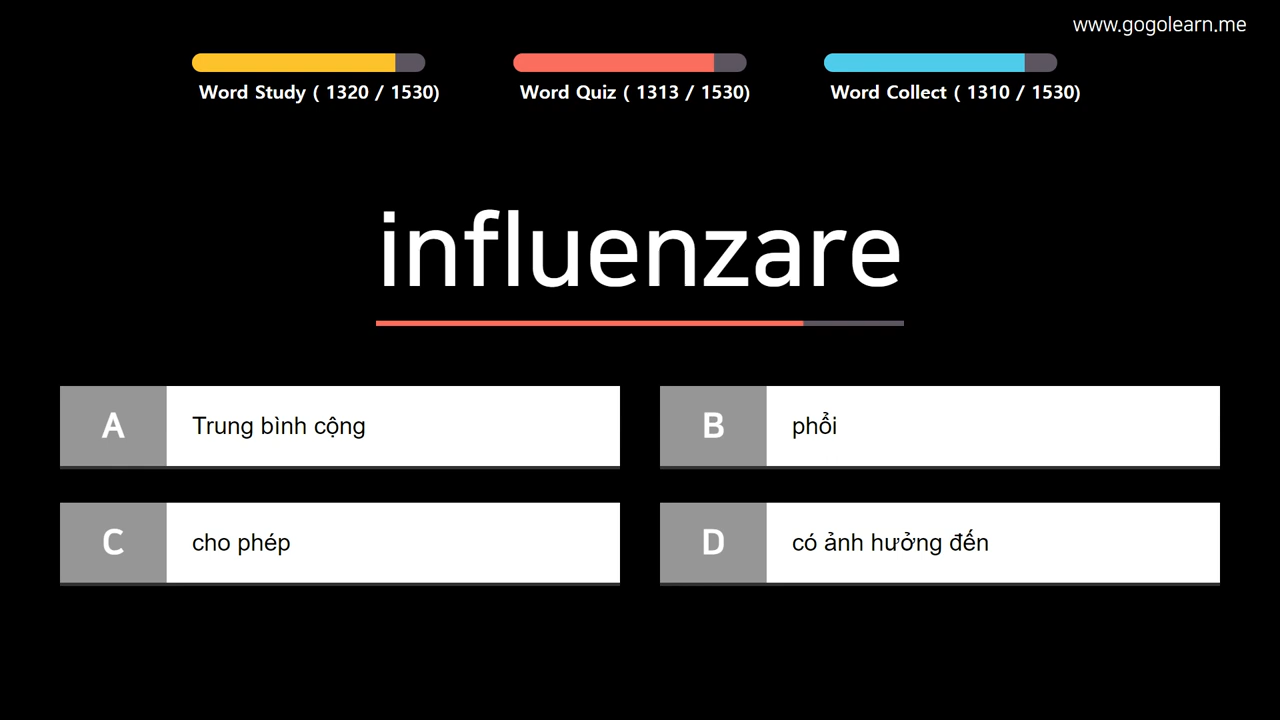 www.gogolearn.me
Word Study ( 1320 / 1530)
Word Quiz ( 1313 / 1530)
Word Collect ( 1310 / 1530)
influenzare
A Trung bình cộng
B phổi
C cho phép
D có ảnh hưởng đến